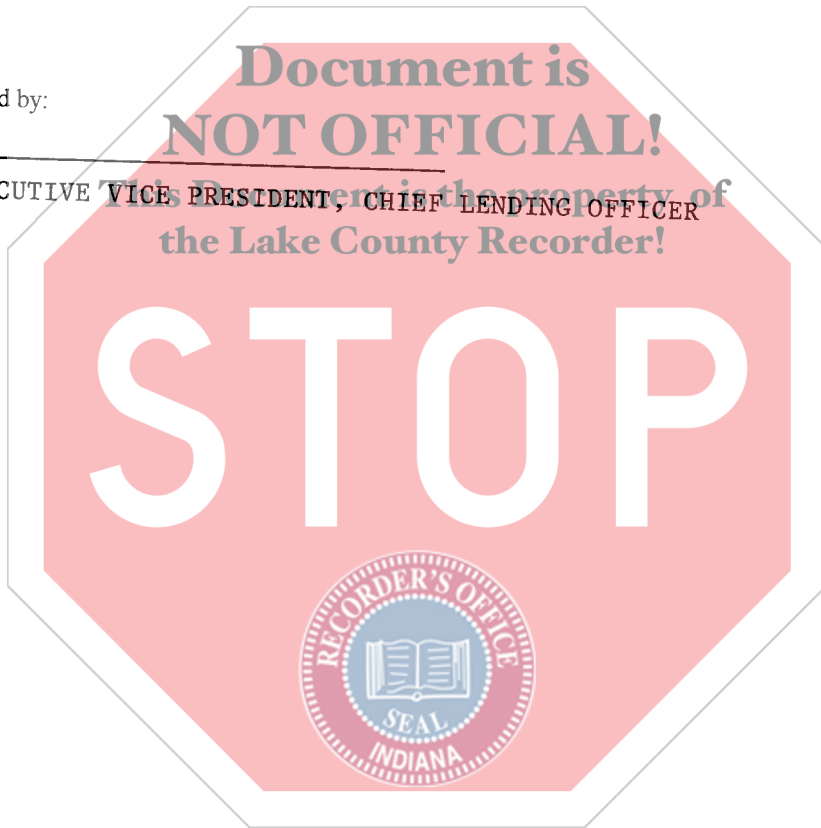 Document is
d by:
NOT OFFICIAL!
CUTIVE VICE PRESIDENT, CHIEF LENDING OFFICER
This Document is the property of
the Lake County Recorder!
STOP
RECORDER'S OFFICE
SEAL
INDIANA